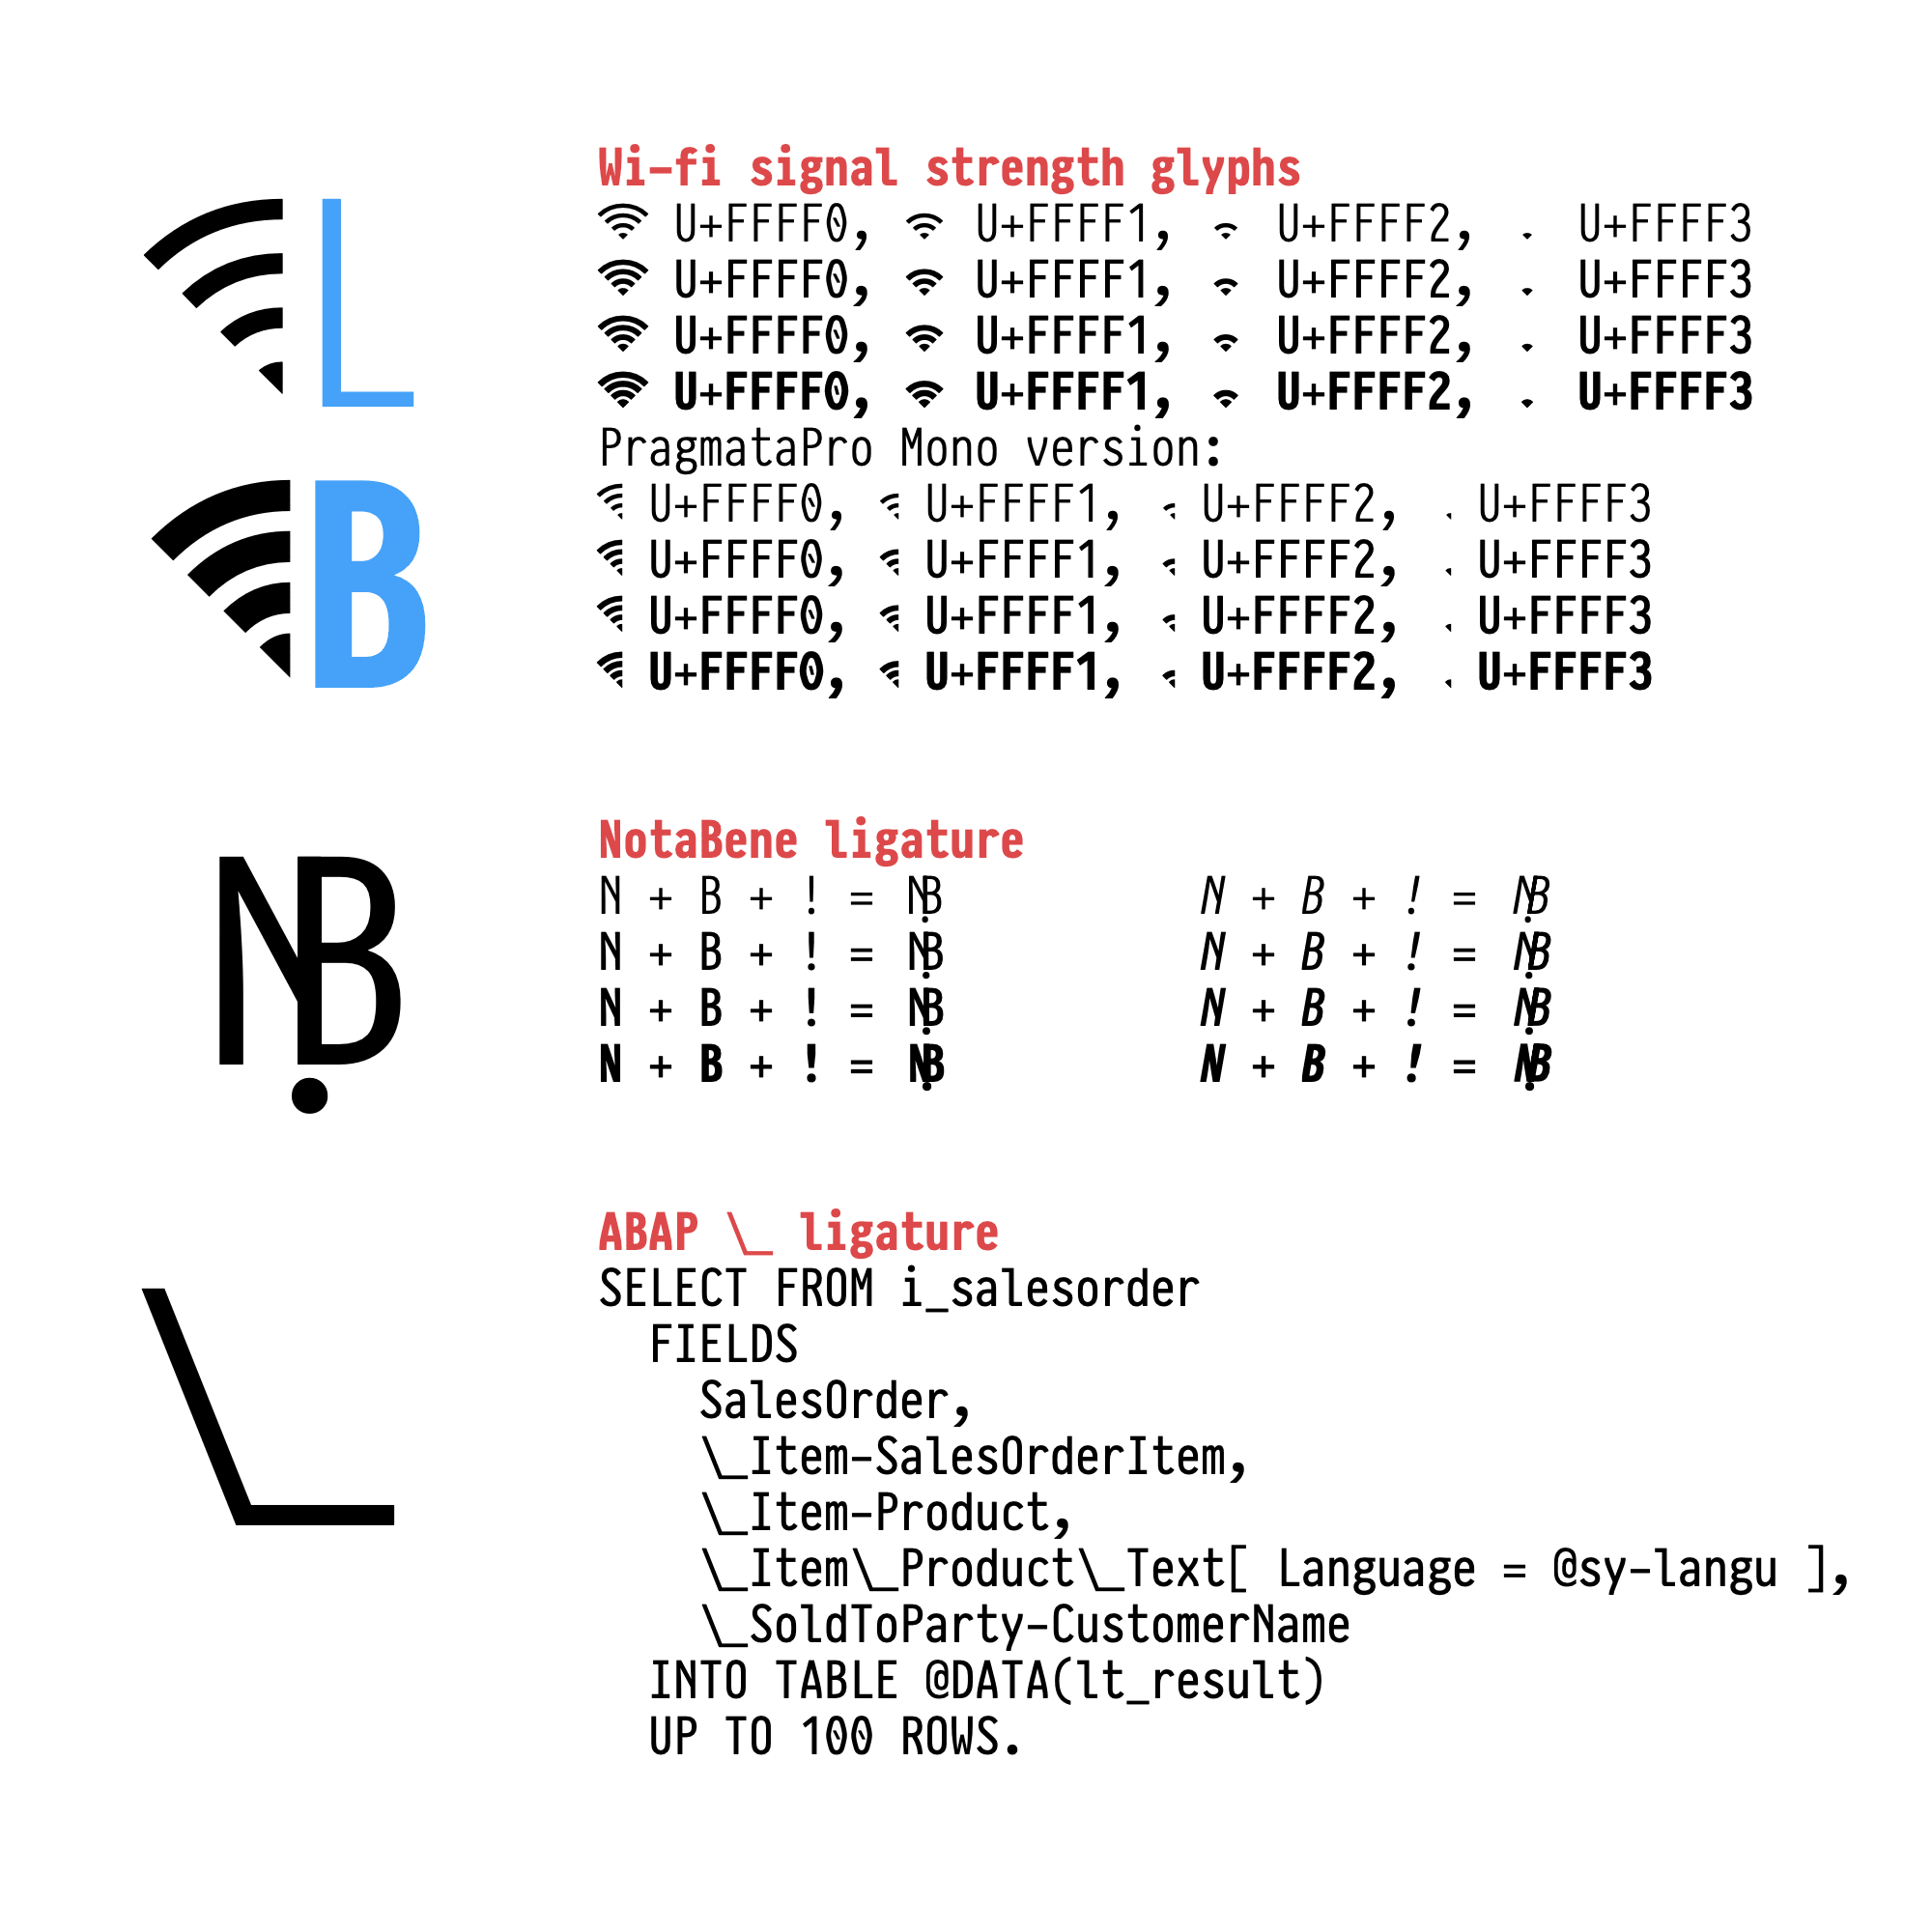 L
B
Wi-fi signal strength glyphs
U+FFFF0, U+FFFF1, U+FFFF2, U+FFFF3
U+FFFF0, U+FFFF1, U+FFFF2, U+FFFF3
U+FFFF0, U+FFFF1, U+FFFF2, U+FFFF3
U+FFFF0, U+FFFF1, U+FFFF2, U+FFFF3
PragmataPro Mono version:
U+FFFF0, U+FFFF1, U+FFFF2, U+FFFF3
U+FFFF0, U+FFFF1, U+FFFF2, U+FFFF3
U+FFFF0, U+FFFF1, U+FFFF2, U+FFFF3
U+FFFF0, U+FFFF1, U+FFFF2, U+FFFF3
NB!
NotaBene ligature
N + B + ! = NB! N + B + ! = NB!
N + B + ! = NB! N + B + ! = NB!
N + B + ! = NB! N + B + ! = NB!
N + B + ! = NB! N + B + ! = NB!
\_
ABAP \_ ligature
SELECT FROM i_salesorder
FIELDS
SalesOrder,
\_Item-SalesOrderItem,
\_Item-Product,
\_Item\_Product\_Text[ Language = @sy-langu ],
\_SoldToParty-CustomerName
INTO TABLE @DATA(lt_result)
UP TO 100 ROWS.